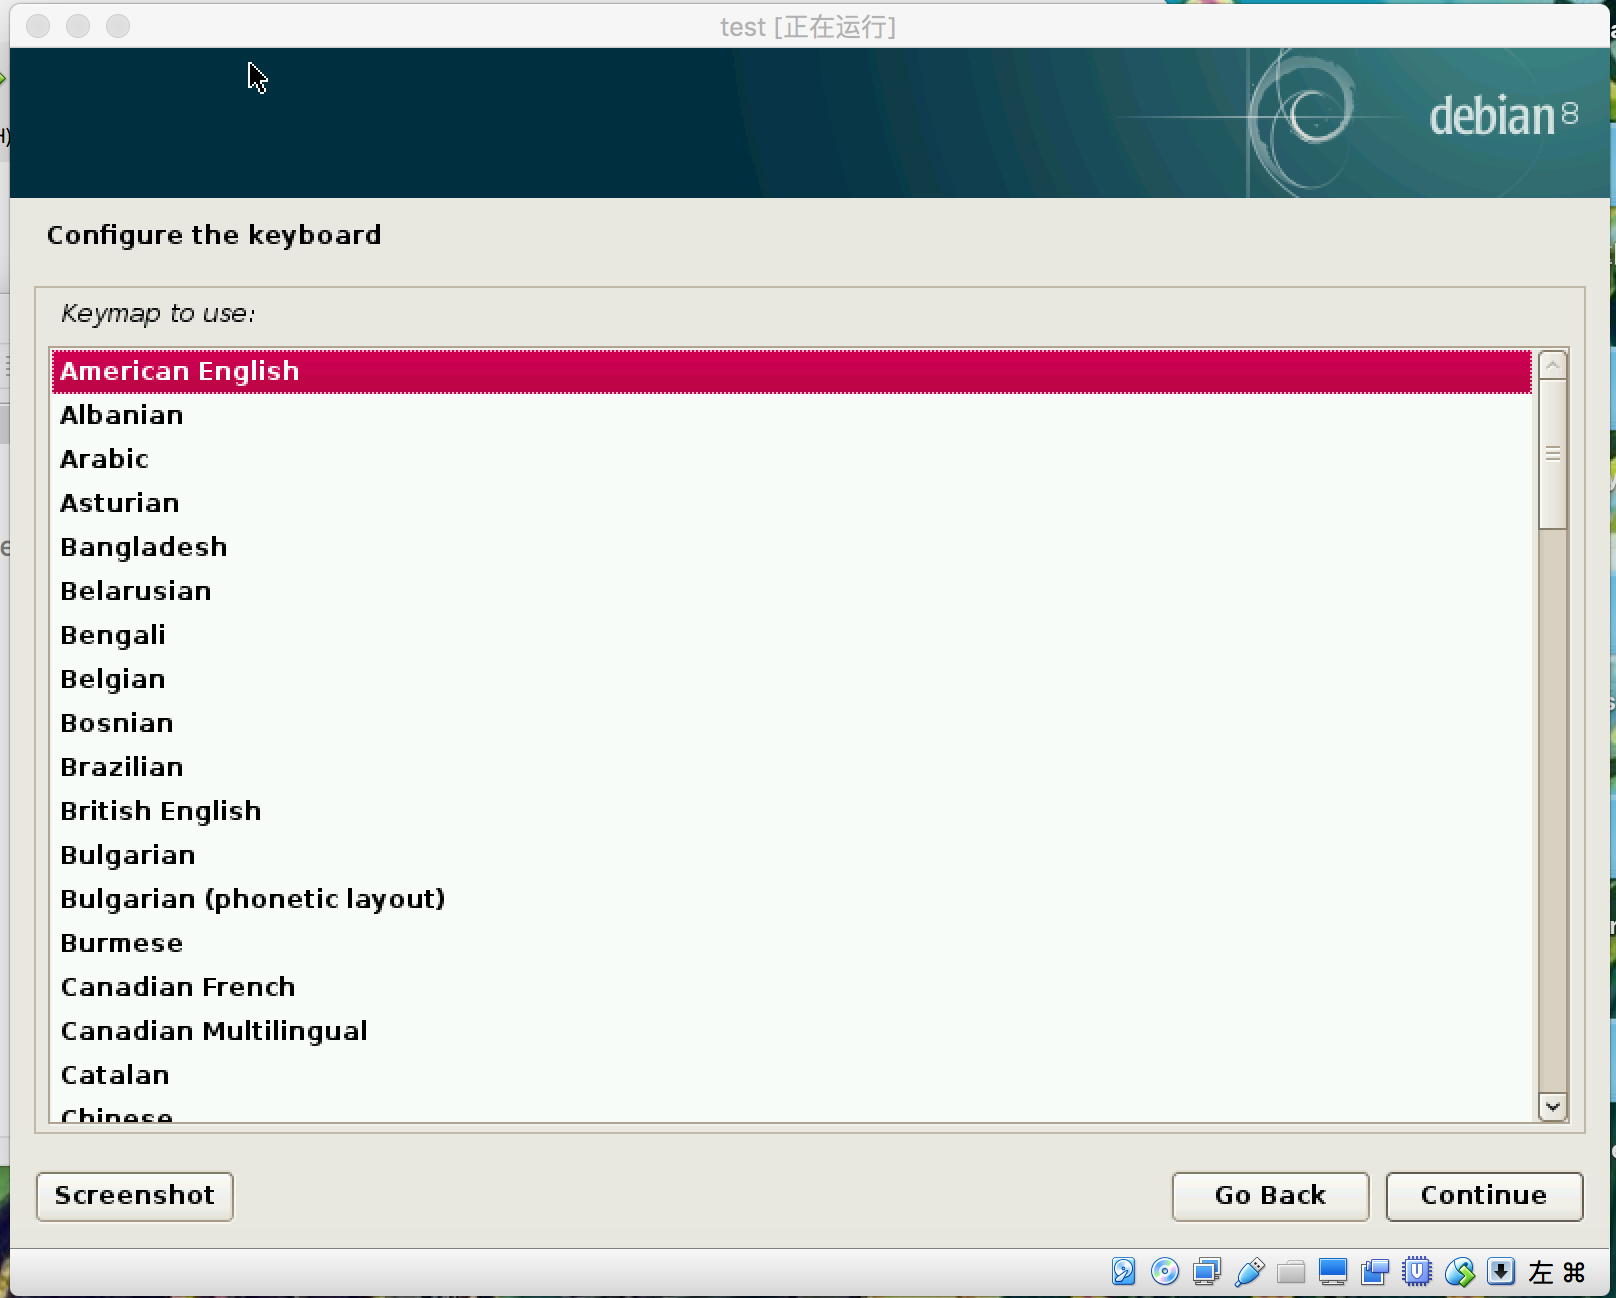 test [正在运行]
debian 8
Configure the keyboard
Keymap to use:
American English
Albanian
Arabic
Asturian
Bangladesh
Belarusian
Bengali
Belgian
Bosnian
Brazilian
British English
Bulgarian
Bulgarian (phonetic layout)
Burmese
Canadian French
Canadian Multilingual
Catalan
Chinese
Screenshot
Go Back
Continue
左 ⌘